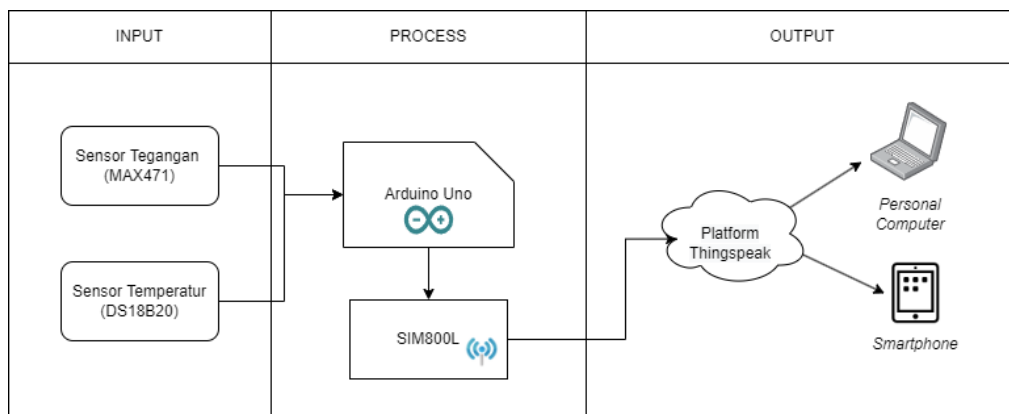 INPUT
PROCESS
OUTPUT
Sensor Tegangan
(MAX471)
Sensor Temperatur
(DS18B20)
Arduino Uno
SIM800L
Platform
Thingspeak
Personal
Computer
Smartphone